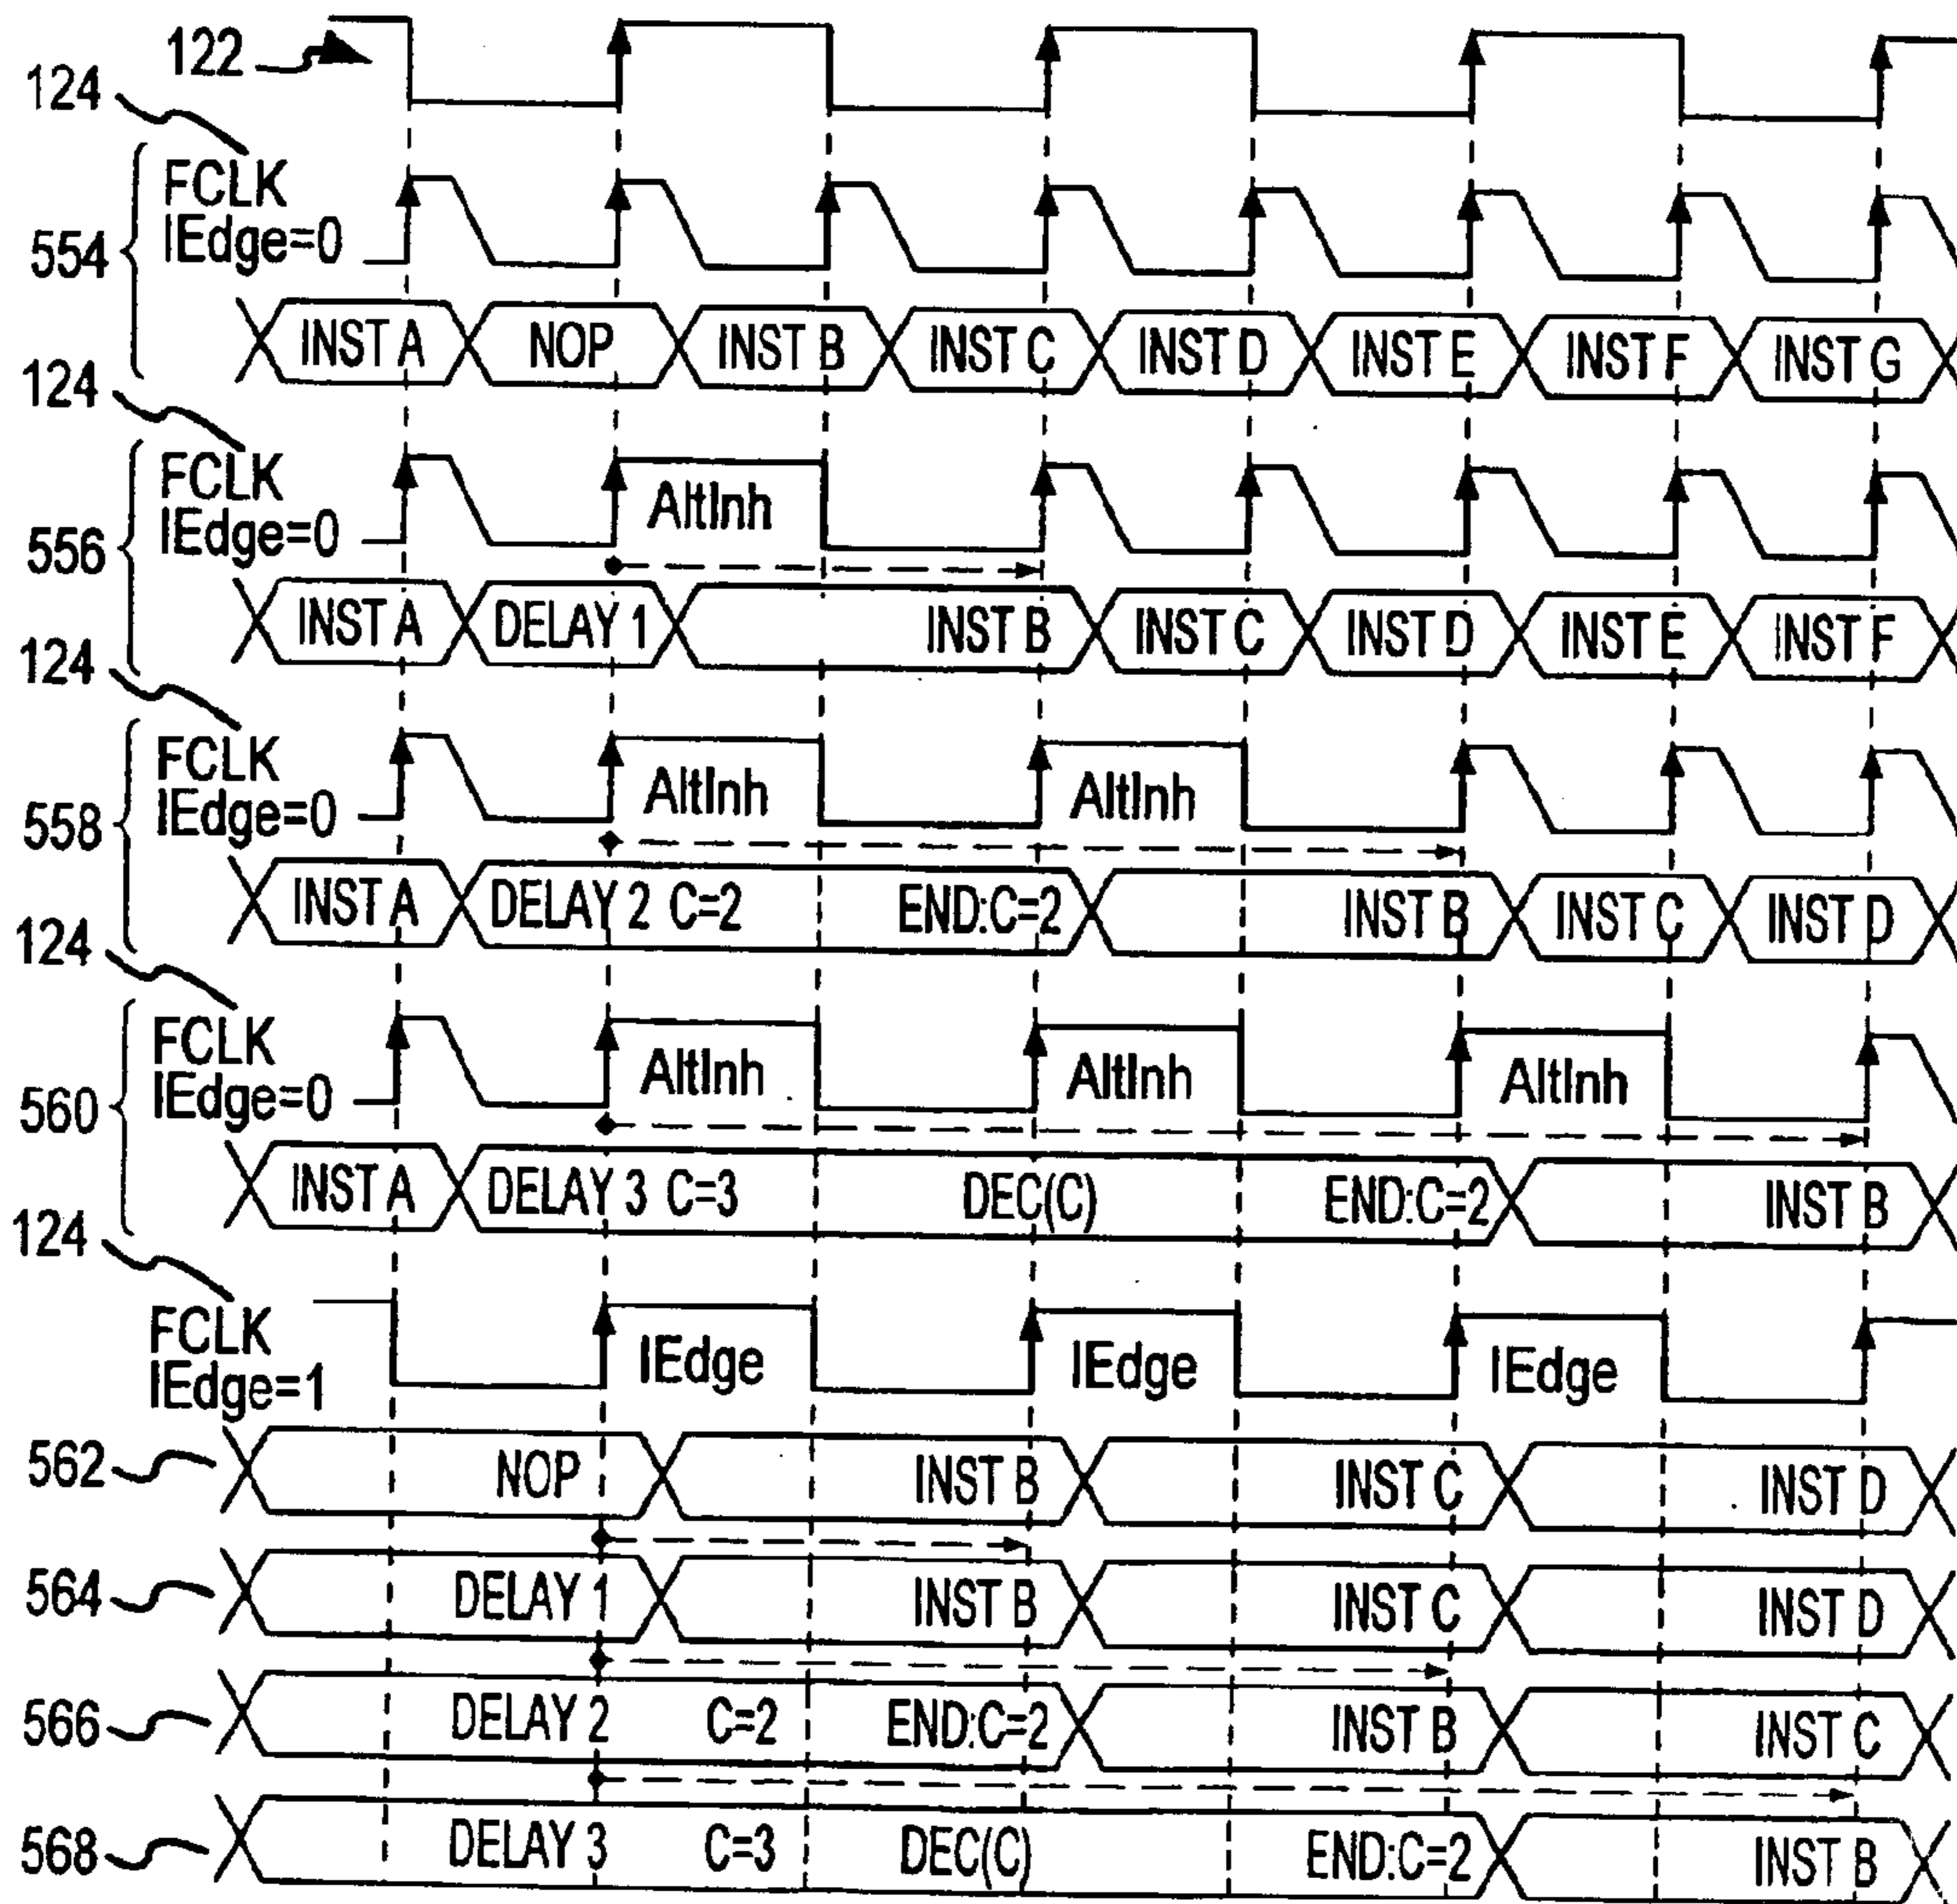 122
124
FCLK
IEdge=0
554
INST A NOP INST B INST C INST D INST E INST F INST G
124
FCLK
IEdge=0
AltInh
556
INST A DELAY 1 INST B INST C INST D INST E INST F
124
FCLK
IEdge=0
AltInh AltInh
558
INST A DELAY 2 C=2 END:C=2 INST B INST C INST D
124
FCLK
IEdge=0
AltInh AltInh AltInh
560
INST A DELAY 3 C=3 DEC(C) END:C=2 INST B
124
FCLK
IEdge=1
IEdge IEdge IEdge
562 NOP INST B INST C INST D
564 DELAY 1 INST B INST C INST D
566 DELAY 2 C=2 END:C=2 INST B INST C
568 DELAY 3 C=3 DEC(C) END:C=2 INST B